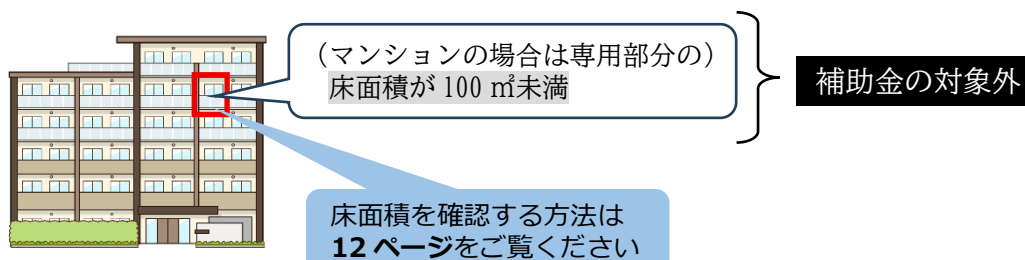 （マンションの場合は専用部分の）
床面積が 100 ㎡未満
補助金の対象外
床面積を確認する方法は
12 ページをご覧ください